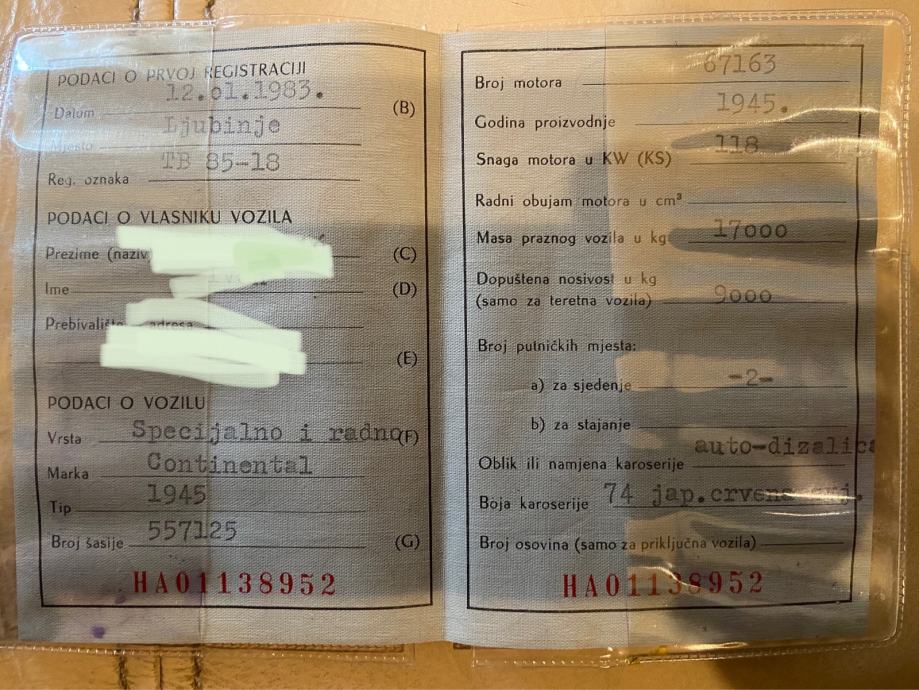 PODACI O PRVOJ REGISTRACIJI
Datum 12.01.1983. (B)
Mjesto Ljubinje
Reg. oznaka TB 85-18
PODACI O VLASNIKU VOZILA
Prezime (naziv (C)
Ime (D)
Prebivalište adresa
(E)
PODACI O VOZILU
Vrsta Specijalno i radno (F)
Marka Continental
Tip 1945
Broj šasije 557125 (G)
HA01138952
Broj motora 67163
Godina proizvodnje 1945.
Snaga motora u KW (KS) 118
Radni obujam motora u cm³
Masa praznog vozila u kg 17000
Dopuštena nosivost u kg
(samo za teretna vozila) 9000
Broj putničkih mjesta:
a) za sjedenje -2-
b) za stajanje
Oblik ili namjena karoserije auto-dizalica
Boja karoserije 74 jap.crvena
Broj osovina (samo za priključna vozila)
HA01138952